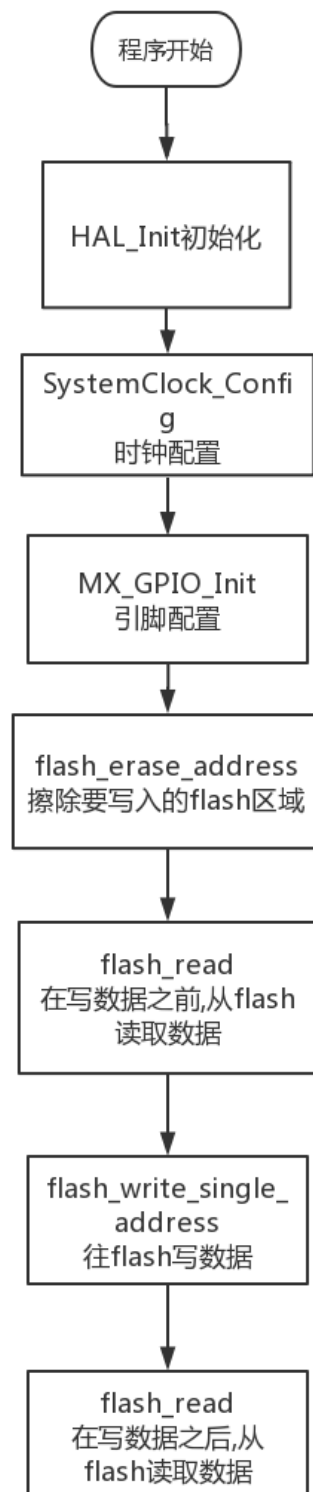 程序开始
HAL_Init初始化
SystemClock_Confi
g
时钟配置
MX_GPIO_Init
引脚配置
flash_erase_address
擦除要写入的flash区域
flash_read
在写数据之前,从flash
读取数据
flash_write_single_
address
往flash写数据
flash_read
在写数据之后,从
flash读取数据